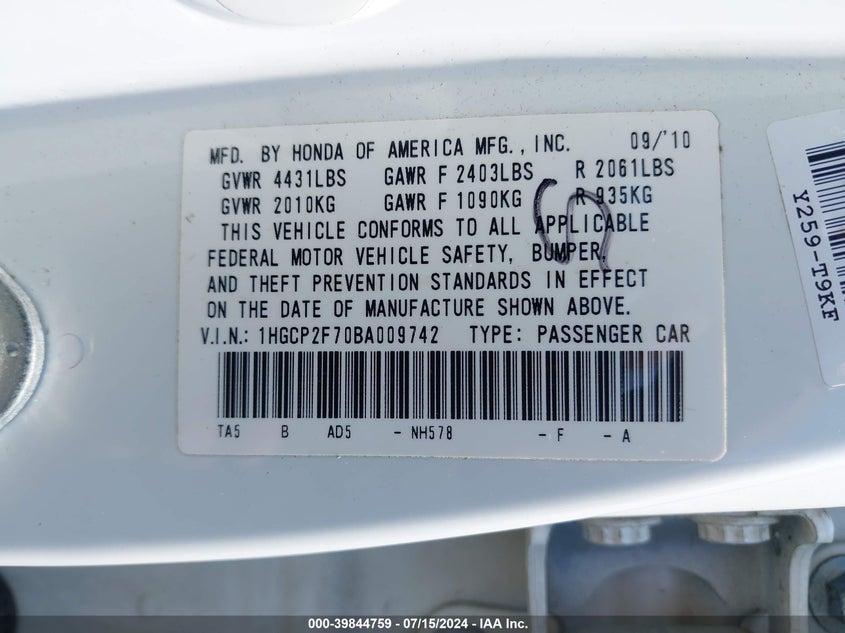 MFD. BY HONDA OF AMERICA MFG., INC. 09/'10
GVWR 4431LBS GAWR F 2403LBS R 2061LBS
GVWR 2010KG GAWR F 1090KG R 935KG
THIS VEHICLE CONFORMS TO ALL APPLICABLE
FEDERAL MOTOR VEHICLE SAFETY, BUMPER,
AND THEFT PREVENTION STANDARDS IN EFFECT
ON THE DATE OF MANUFACTURE SHOWN ABOVE.
V.I.N.: 1HGCP2F70BA009742 TYPE: PASSENGER CAR
TA5 B AD5 - NH578 - F - A
Y259-T9KF
000-39844759 / 07/15/2024 - IAA Inc.